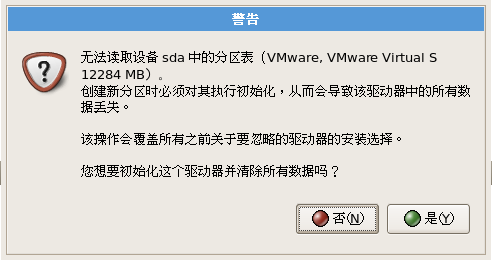 警告
无法读取设备 sda 中的分区表（VMware, VMware Virtual S
12284 MB）。
创建新分区时必须对其执行初始化，从而会导致该驱动器中的所有数
据丢失。
该操作会覆盖所有之前关于要忽略的驱动器的安装选择。
您想要初始化这个驱动器并清除所有数据吗？
否(N)
是(Y)